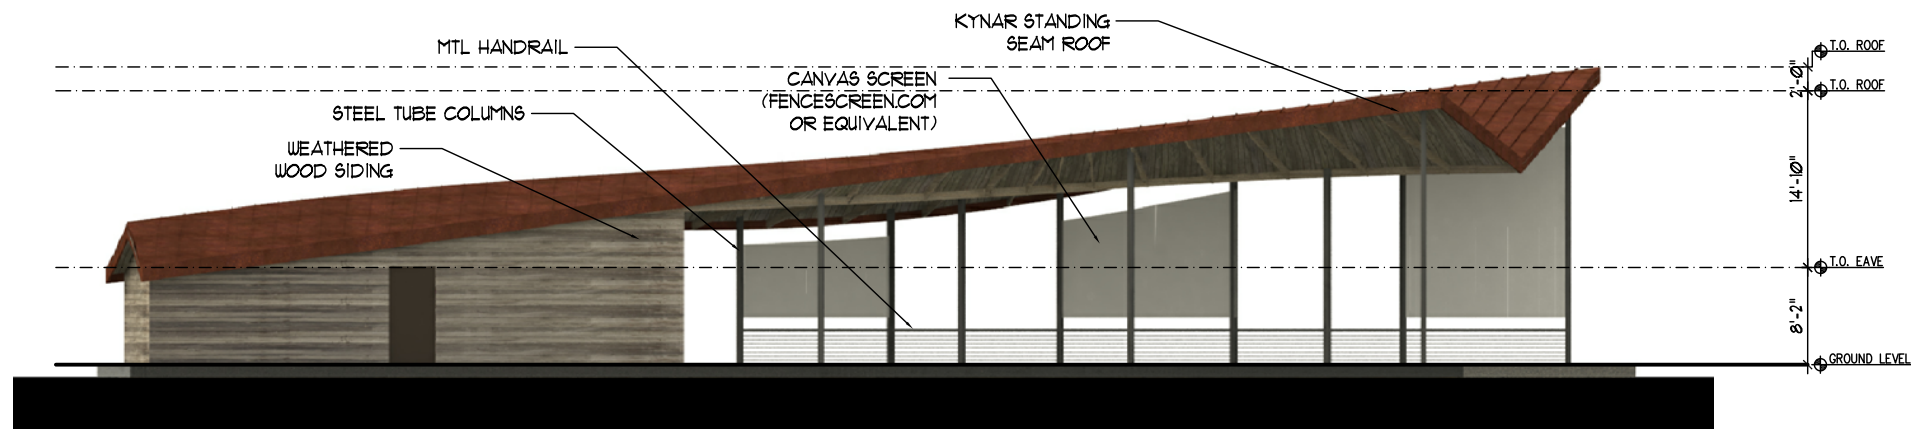 KYNAR STANDING
SEAM ROOF
MTL HANDRAIL
CANVAS SCREEN
(FENCESCREEN.COM
OR EQUIVALENT)
STEEL TUBE COLUMNS
WEATHERED
WOOD SIDING
T.O. ROOF
2'-0"
T.O. ROOF
14'-10"
T.O. EAVE
8'-2"
GROUND LEVEL